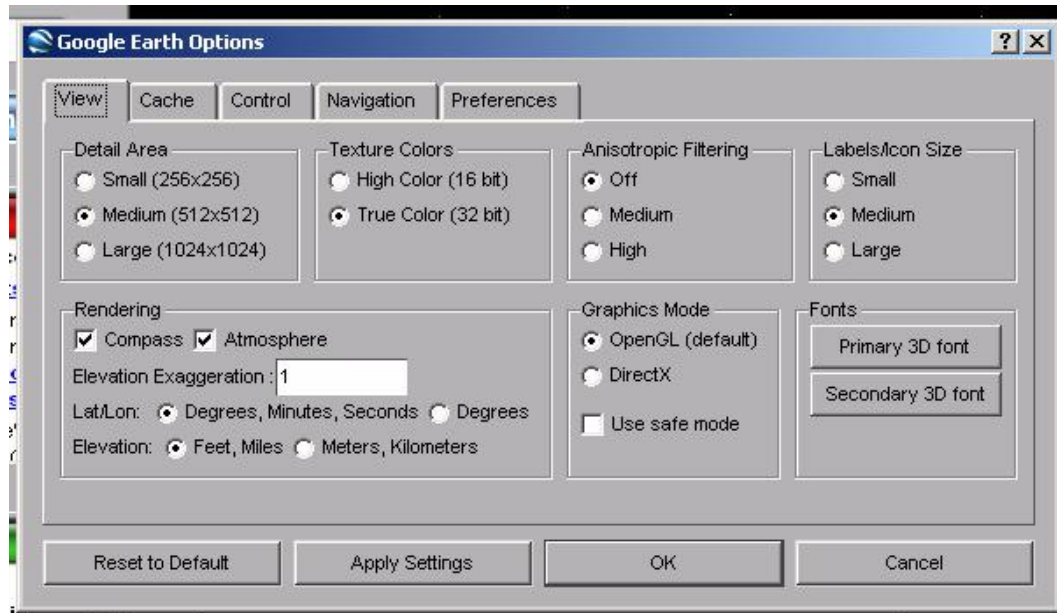 Google Earth Options
View Cache Control Navigation Preferences
Detail Area
Small (256x256)
Medium (512x512)
Large (1024x1024)
Texture Colors
High Color (16 bit)
True Color (32 bit)
Anisotropic Filtering
Off
Medium
High
Labels/Icon Size
Small
Medium
Large
Rendering
Compass Atmosphere
Elevation Exaggeration : 1
Lat/Lon: Degrees, Minutes, Seconds Degrees
Elevation: Feet, Miles Meters, Kilometers
Graphics Mode
OpenGL (default)
DirectX
Use safe mode
Fonts
Primary 3D font
Secondary 3D font
Reset to Default Apply Settings OK Cancel